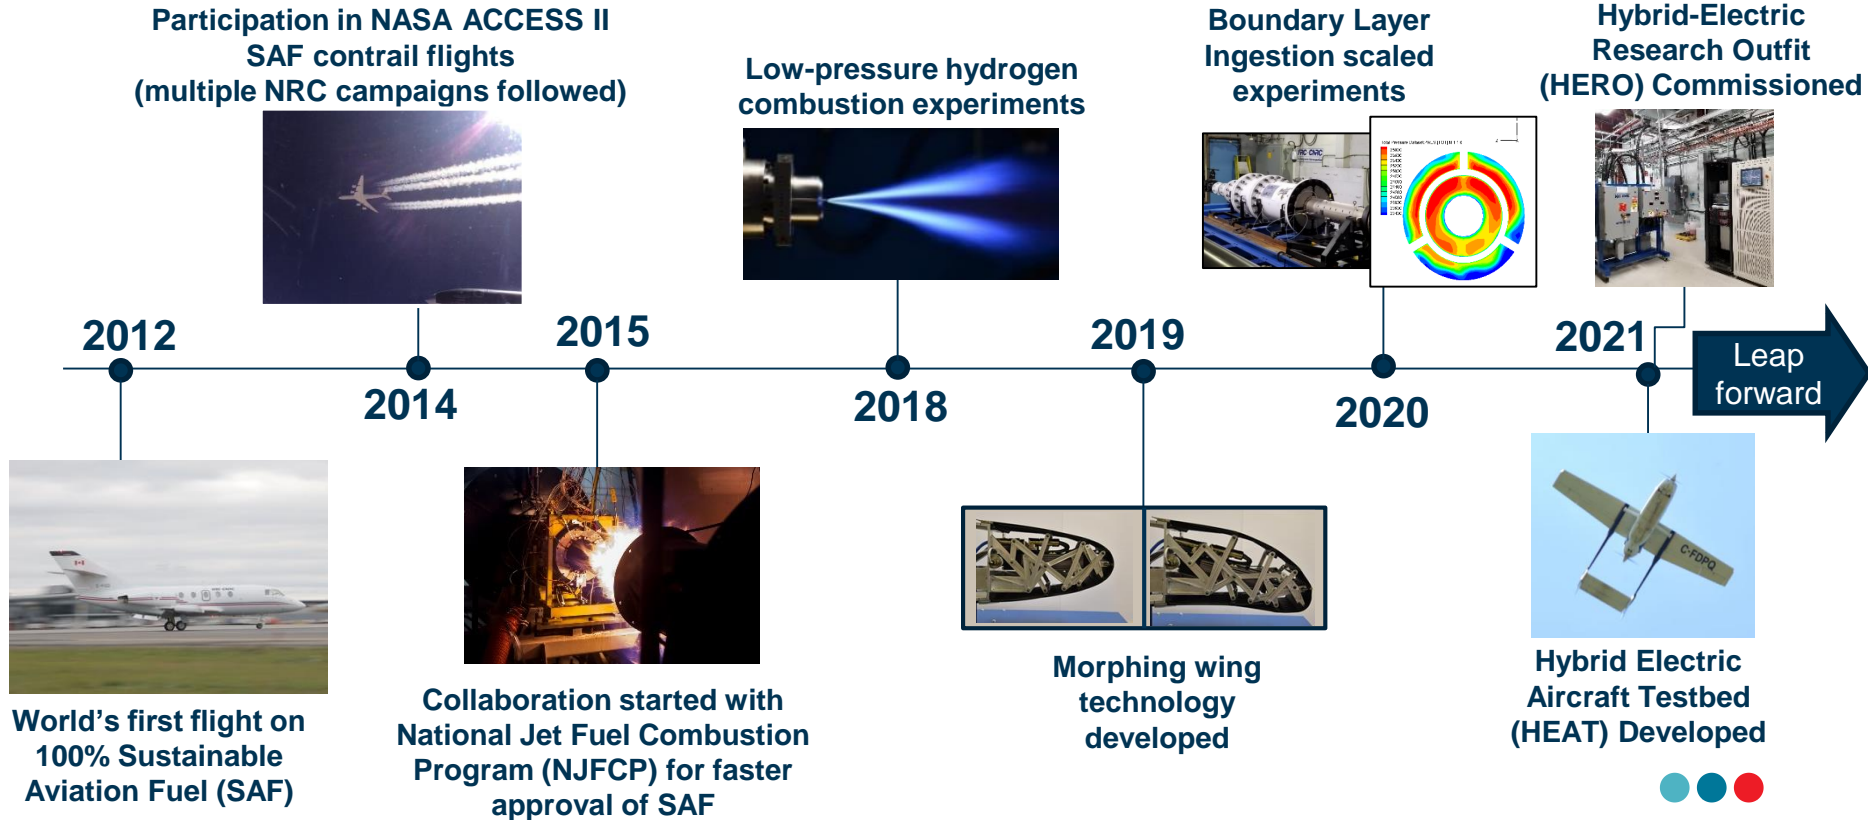 Participation in NASA ACCESS II
SAF contrail flights
(multiple NRC campaigns followed)
Low-pressure hydrogen
combustion experiments
Boundary Layer
Ingestion scaled
experiments
Hybrid-Electric
Research Outfit
(HERO) Commissioned
2012
2014
2015
2018
2019
2020
2021
Leap
forward
World’s first flight on
100% Sustainable
Aviation Fuel (SAF)
Collaboration started with
National Jet Fuel Combustion
Program (NJFCP) for faster
approval of SAF
Morphing wing
technology
developed
C-FDPQ
Hybrid Electric
Aircraft Testbed
(HEAT) Developed